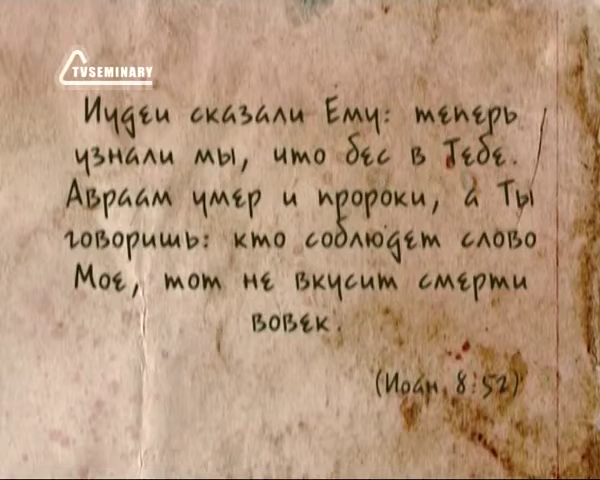 TVSEMINARY
Иудеи сказали Ему: теперь
узнали мы, что бес в Тебе.
Авраам умер и пророки, а Ты
говоришь: кто соблюдет слово
Мое, тот не вкусит смерти
вовек.
(Иоан. 8:52)